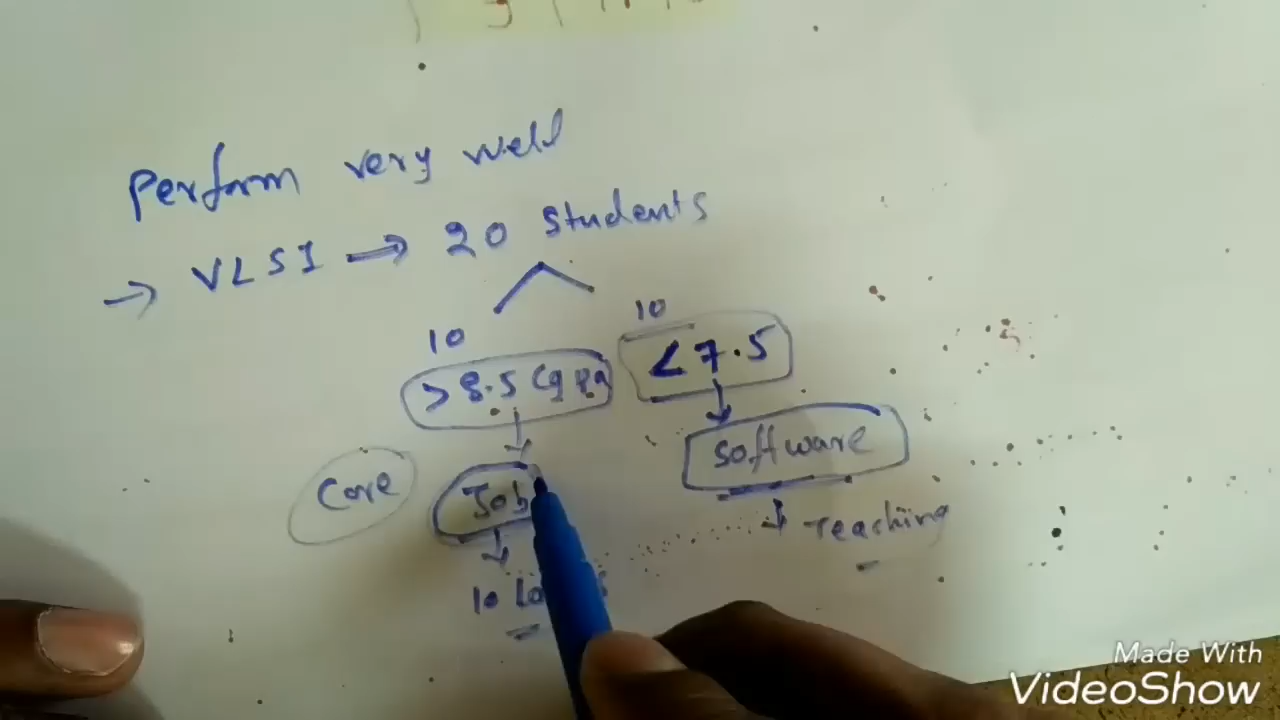 Perform very well
→ VLSI → 20 Students
10 10
> 8.5 Cgpa < 7.5
Core Job Software
Teaching
10
Made With
VideoShow